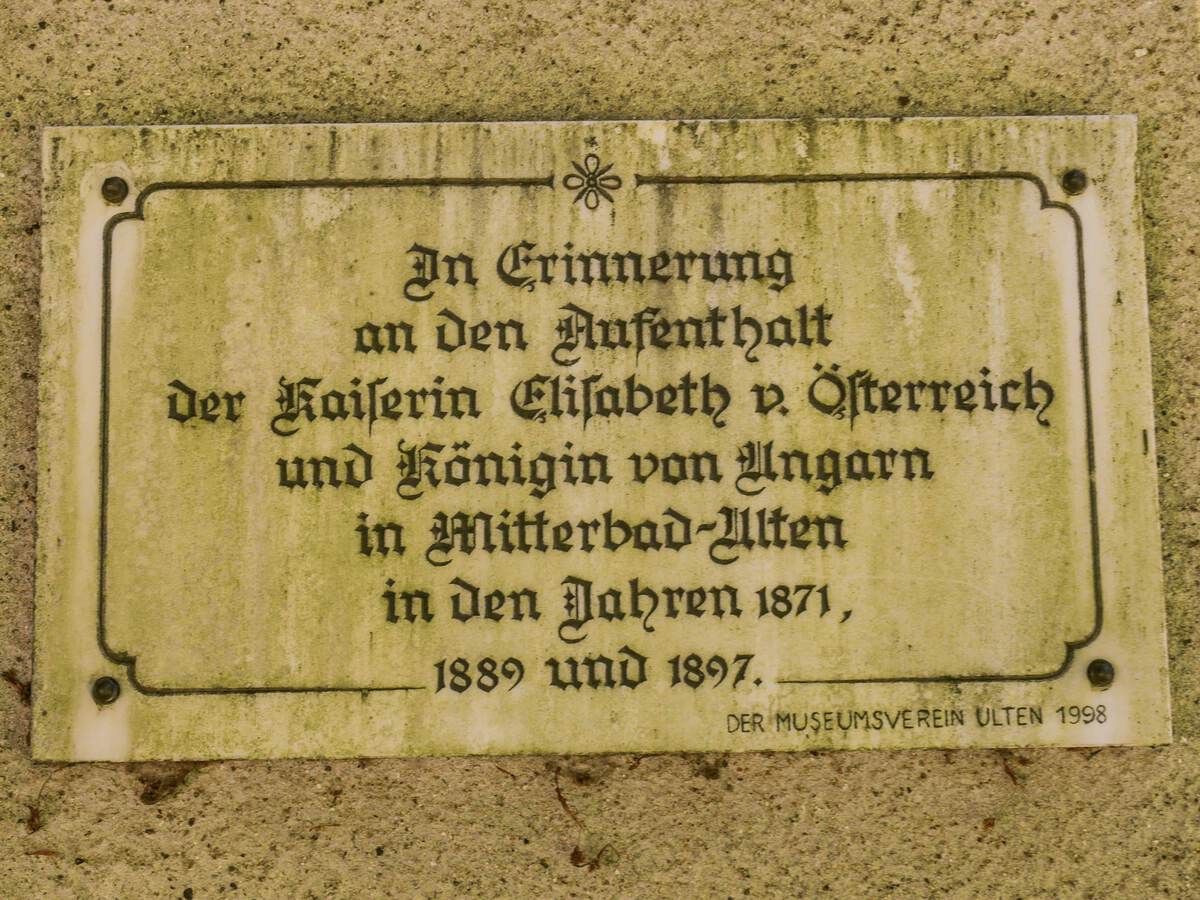 In Erinnerung
an den Aufenthalt
der Kaiſerin Eliſabeth v. Öſterreich
und Königin von Ungarn
in Mitterbad-Ulten
in den Jahren 1871,
1889 und 1897.
DER MUSEUMSVEREIN ULTEN 1998